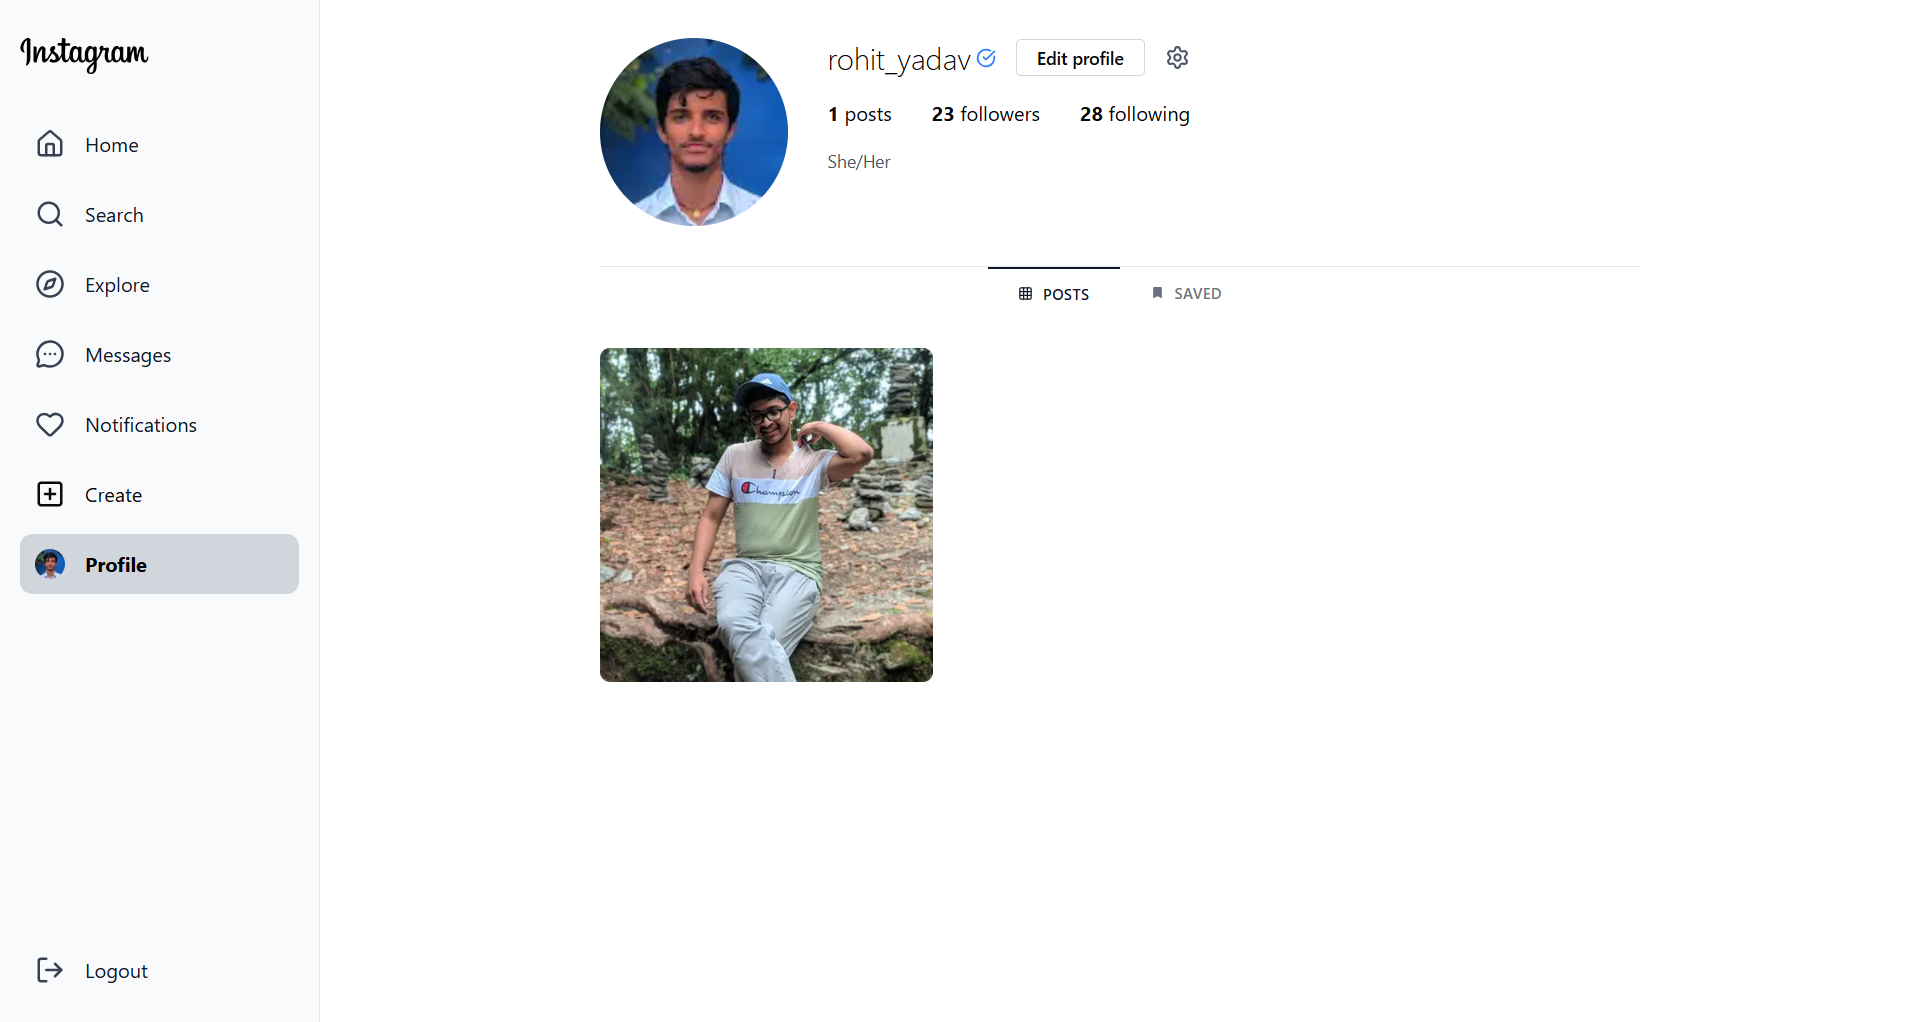 Instagram
Home
Search
Explore
Messages
Notifications
Create
Profile
Logout
rohit_yadav
Edit profile
1 posts 23 followers 28 following
She/Her
POSTS SAVED
Champion